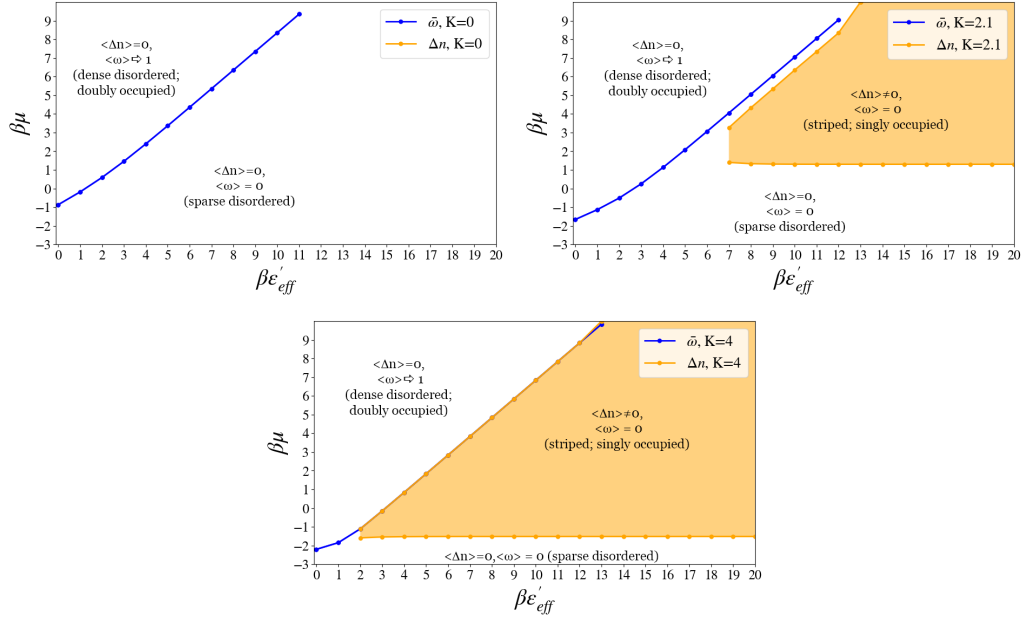 ω̄, K=0
Δn, K=0
<Δn>=0,
<ω>⇨1
(dense disordered;
doubly occupied)
<Δn>=0,
<ω> = 0
(sparse disordered)
βμ
9
8
7
6
5
4
3
2
1
0
−1
−2
−3
0 1 2 3 4 5 6 7 8 9 10 11 12 13 14 15 16 17 18 19 20
βε'eff
ω̄, K=2.1
Δn, K=2.1
<Δn>=0,
<ω>⇨1
(dense disordered;
doubly occupied)
<Δn>≠0,
<ω> = 0
(striped; singly occupied)
<Δn>=0,
<ω> = 0
(sparse disordered)
βμ
9
8
7
6
5
4
3
2
1
0
−1
−2
−3
0 1 2 3 4 5 6 7 8 9 10 11 12 13 14 15 16 17 18 19 20
βε'eff
ω̄, K=4
Δn, K=4
<Δn>=0,
<ω>⇨1
(dense disordered;
doubly occupied)
<Δn>≠0,
<ω> = 0
(striped; singly occupied)
<Δn>=0,<ω> = 0 (sparse disordered)
βμ
9
8
7
6
5
4
3
2
1
0
−1
−2
−3
0 1 2 3 4 5 6 7 8 9 10 11 12 13 14 15 16 17 18 19 20
βε'eff